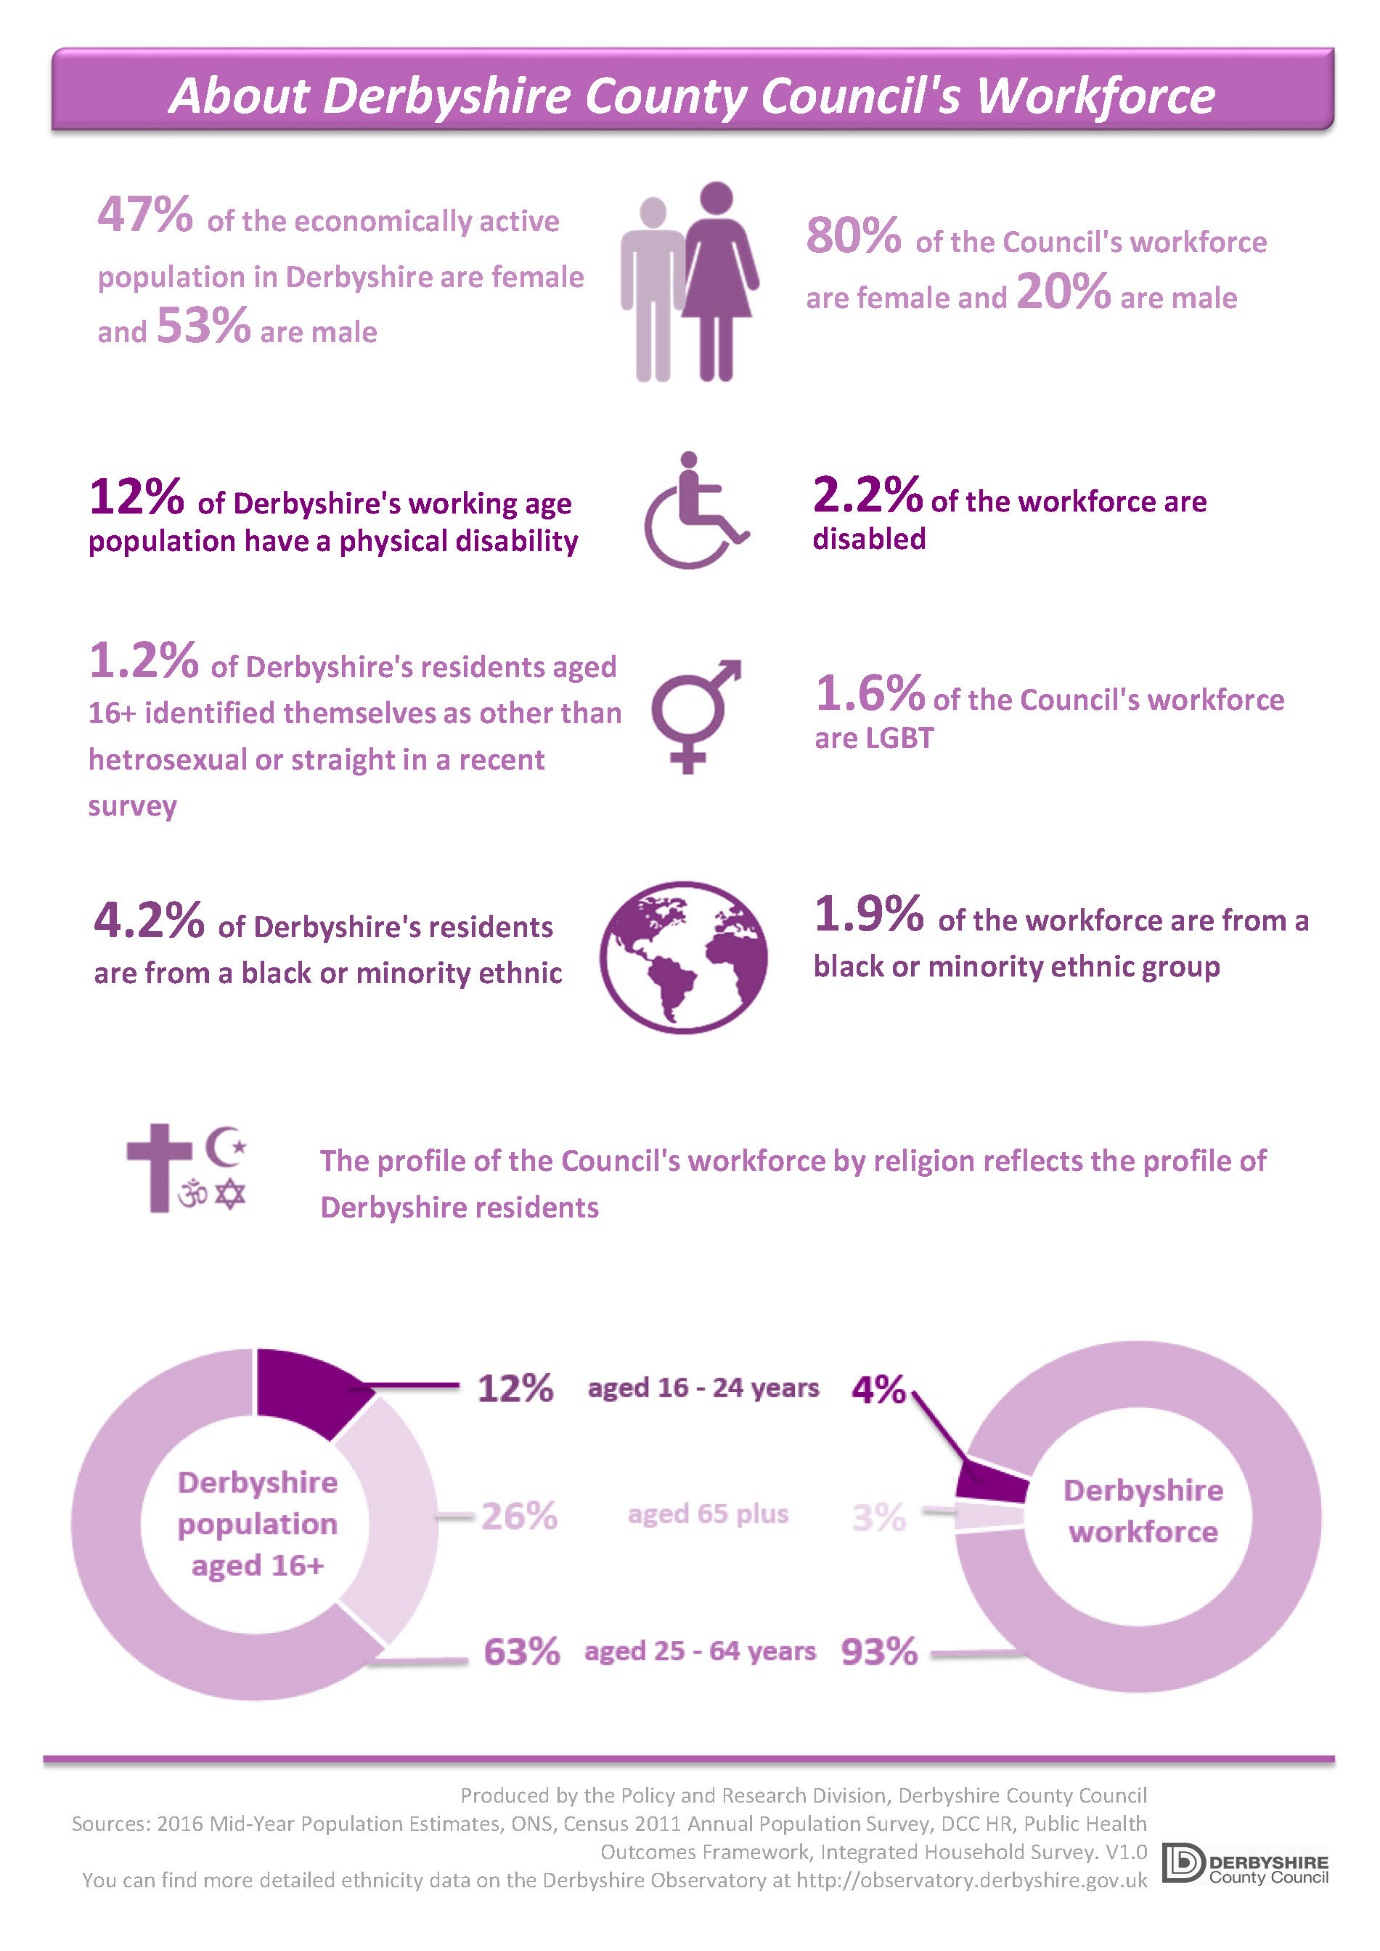 About Derbyshire County Council's Workforce
47% of the economically active
population in Derbyshire are female
and 53% are male
80% of the Council's workforce
are female and 20% are male
12% of Derbyshire's working age
population have a physical disability
2.2% of the workforce are
disabled
1.2% of Derbyshire's residents aged
16+ identified themselves as other than
hetrosexual or straight in a recent
survey
1.6% of the Council's workforce
are LGBT
4.2% of Derbyshire's residents
are from a black or minority ethnic
1.9% of the workforce are from a
black or minority ethnic group
The profile of the Council's workforce by religion reflects the profile of
Derbyshire residents
Derbyshire
population
aged 16+
12% aged 16 - 24 years 4%
26% aged 65 plus 3%
63% aged 25 - 64 years 93%
Derbyshire
workforce
Produced by the Policy and Research Division, Derbyshire County Council
Sources: 2016 Mid-Year Population Estimates, ONS, Census 2011 Annual Population Survey, DCC HR, Public Health
Outcomes Framework, Integrated Household Survey. V1.0
You can find more detailed ethnicity data on the Derbyshire Observatory at http://observatory.derbyshire.gov.uk
DERBYSHIRE
County Council